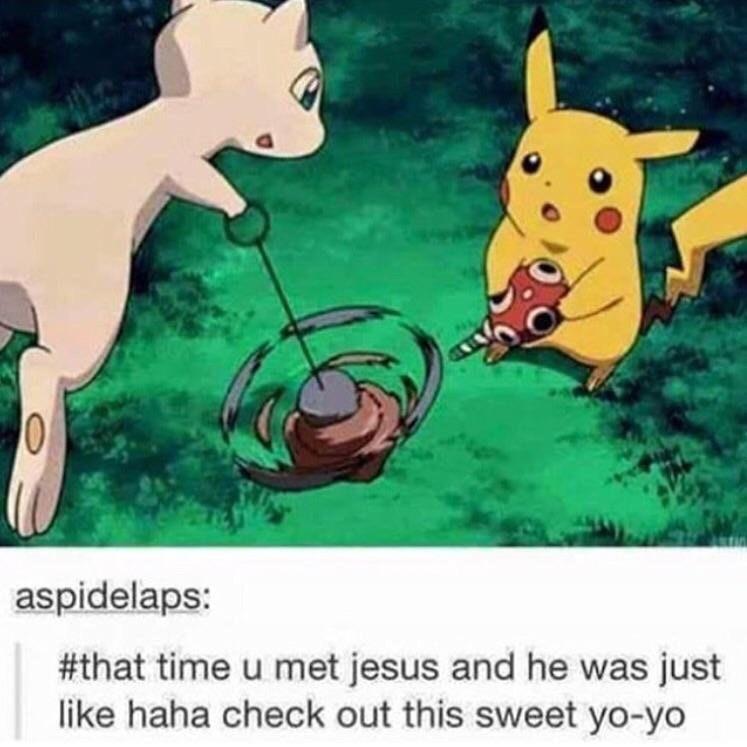 aspidelaps:
#that time u met jesus and he was just
like haha check out this sweet yo-yo